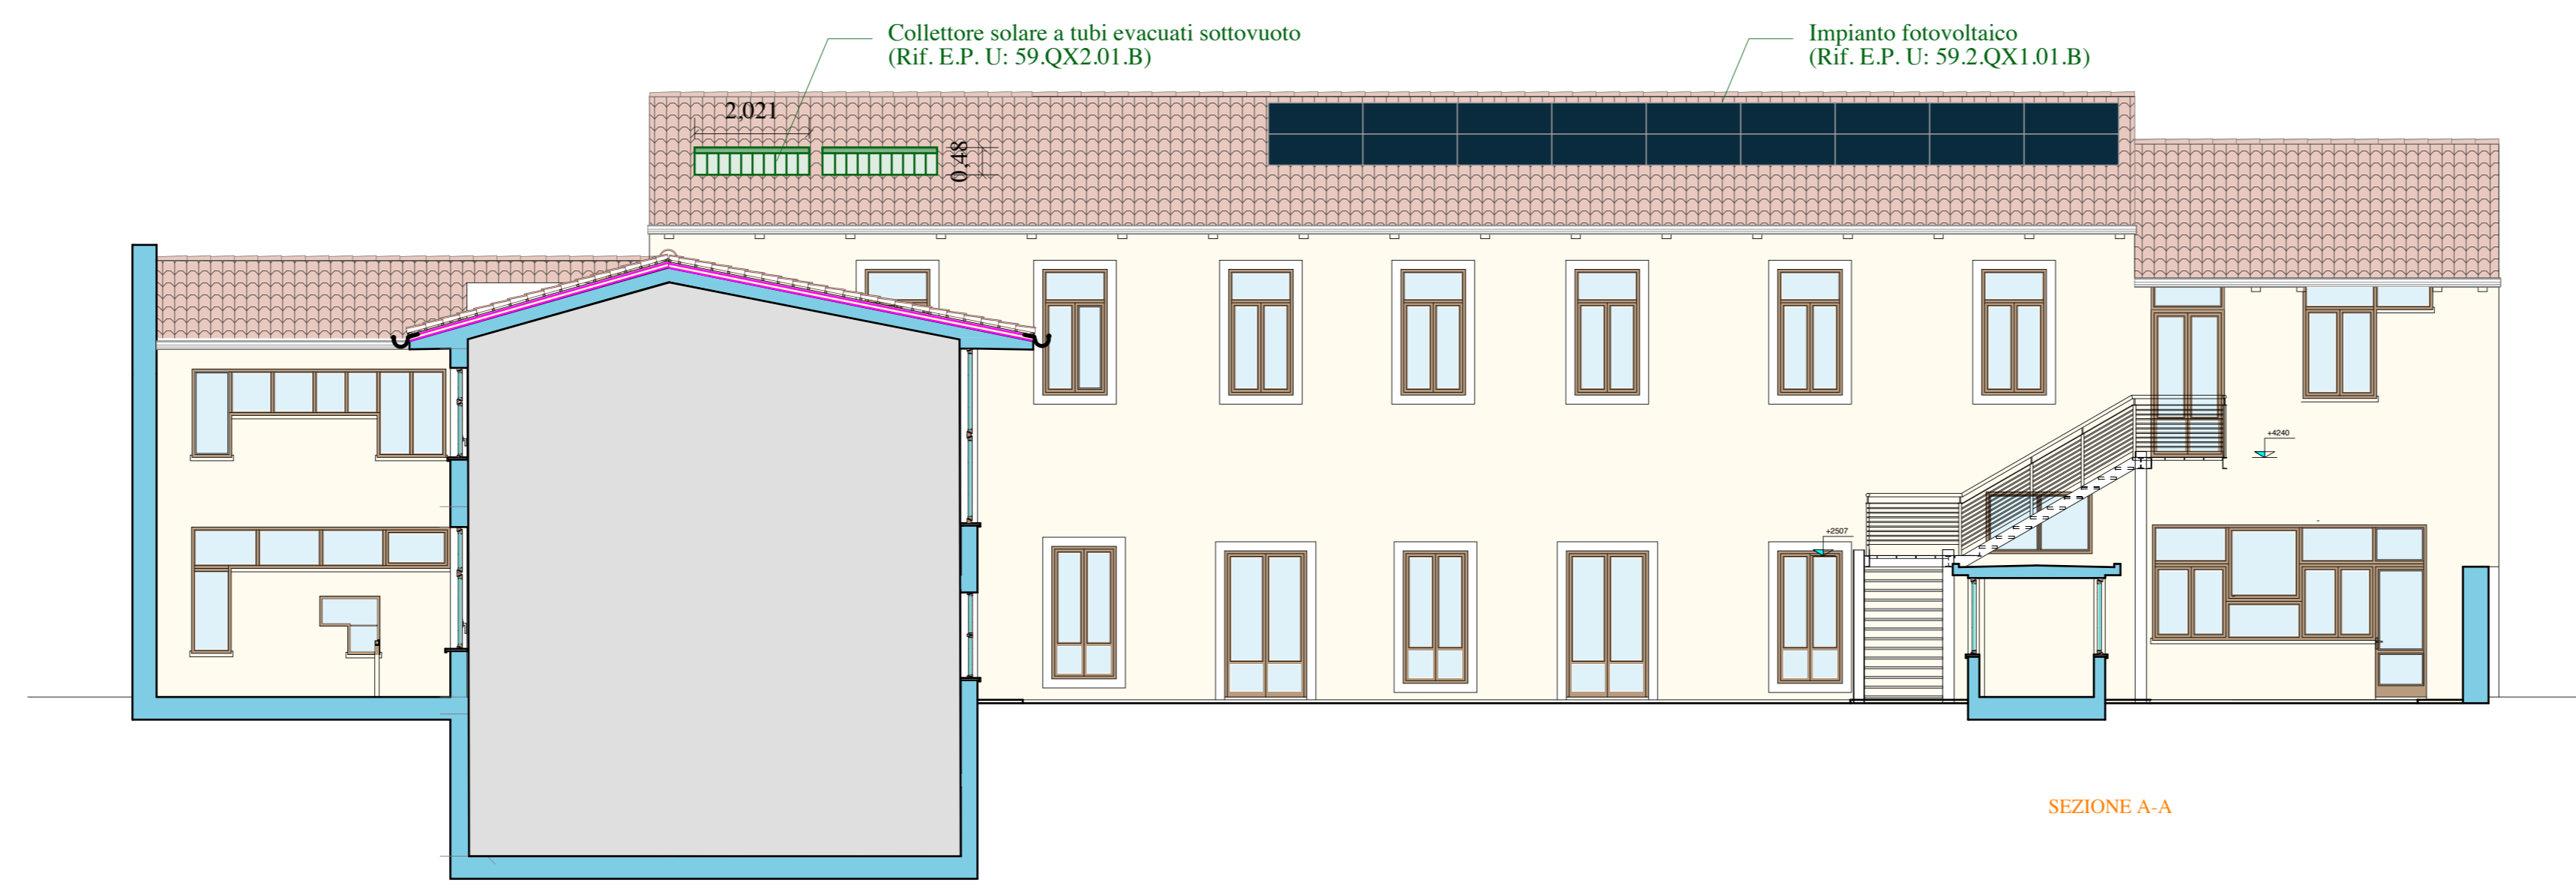 Collettore solare a tubi evacuati sottovuoto
(Rif. E.P. U: 59.QX2.01.B)
Impianto fotovoltaico
(Rif. E.P. U: 59.2.QX1.01.B)
2,021
0,48
+4240
+2507
SEZIONE A-A